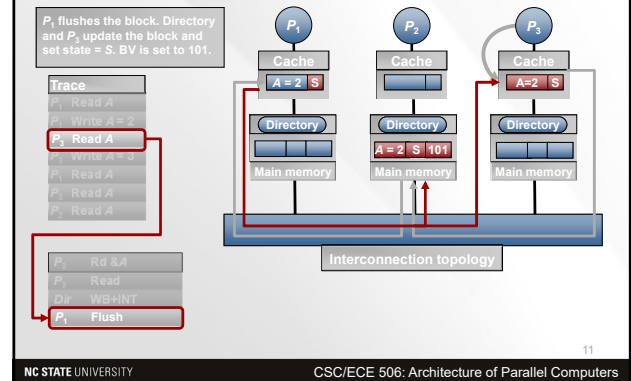 P1 flushes the block. Directory
and P3 update the block and
set state = S. BV is set to 101.
P1
P2
P3
Cache
Cache
Cache
A = 2 S
A=2 S
Trace
P1 Read A
P1 Write A = 2
P3 Read A
P1 Write A = 3
P1 Read A
P3 Read A
P2 Read A
Directory
Directory
Directory
A = 2 S 101
Main memory
Main memory
Main memory
Interconnection topology
Rd &A
Read
Dir WB+INT
P1 Flush
11
NC STATE UNIVERSITY
CSC/ECE 506: Architecture of Parallel Computers